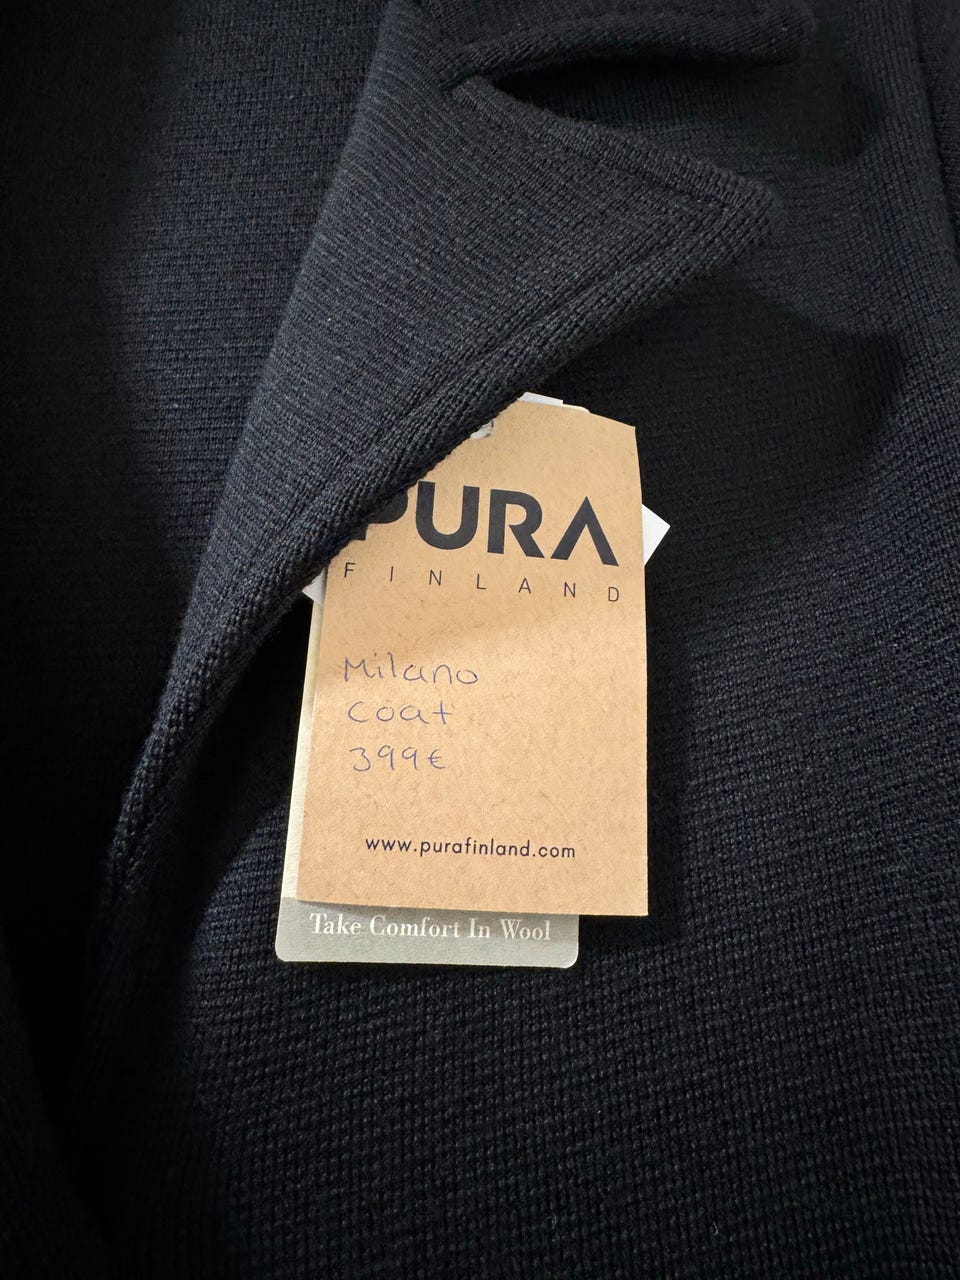 PURA
FINLAND
Milano
coat
399€
www.purafinland.com
Take Comfort In Wool